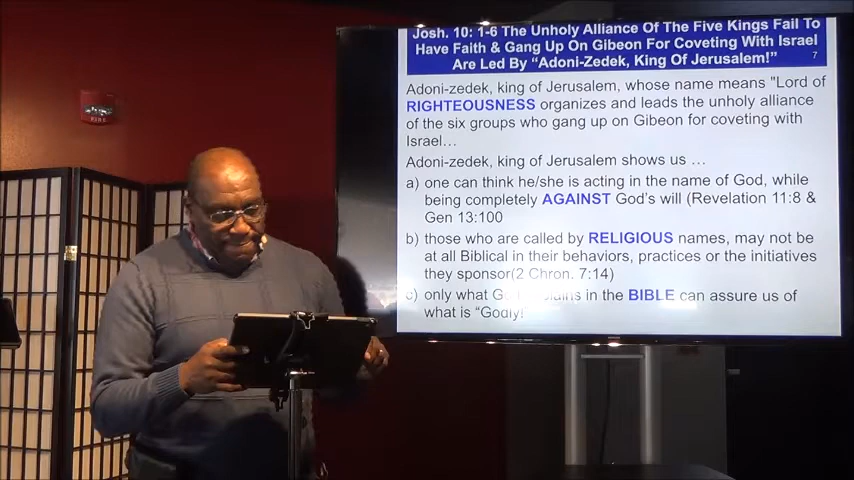 Josh. 10: 1-6 The Unholy Alliance Of The Five Kings Fail To
Have Faith & Gang Up On Gibeon For Coveting With Israel
Are Led By "Adoni-Zedek, King Of Jerusalem!"
7
Adoni-zedek, king of Jerusalem, whose name means "Lord of
RIGHTEOUSNESS organizes and leads the unholy alliance
of the six groups who gang up on Gibeon for coveting with
Israel…
Adoni-zedek, king of Jerusalem shows us …
a) one can think he/she is acting in the name of God, while
being completely AGAINST God's will (Revelation 11:8 &
Gen 13:100
b) those who are called by RELIGIOUS names, may not be
at all Biblical in their behaviors, practices or the initiatives
they sponsor(2 Chron. 7:14)
c) only what in the BIBLE can assure us of
what is "Godly!"
FIRE